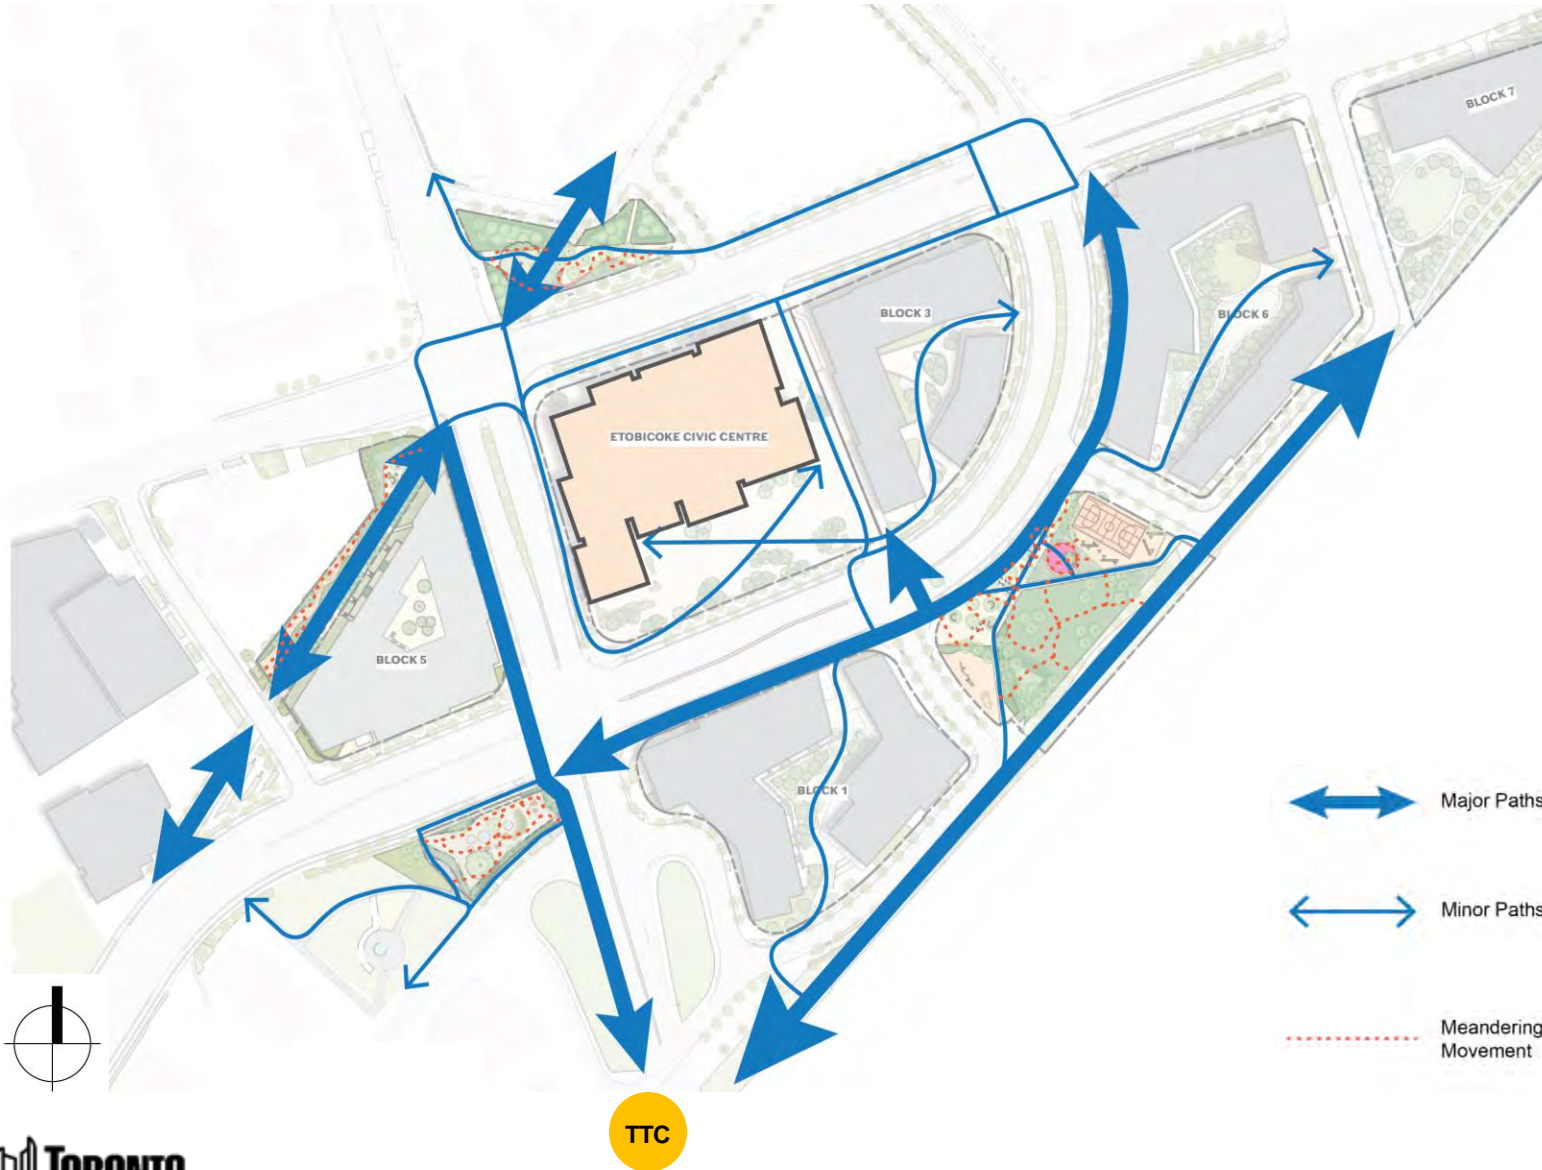 BLOCK 7
BLOCK 3
BLOCK 6
ETOBICOKE CIVIC CENTRE
BLOCK 5
BLOCK 1
Major Paths
Minor Paths
Meandering
Movement
TTC
TORONTO